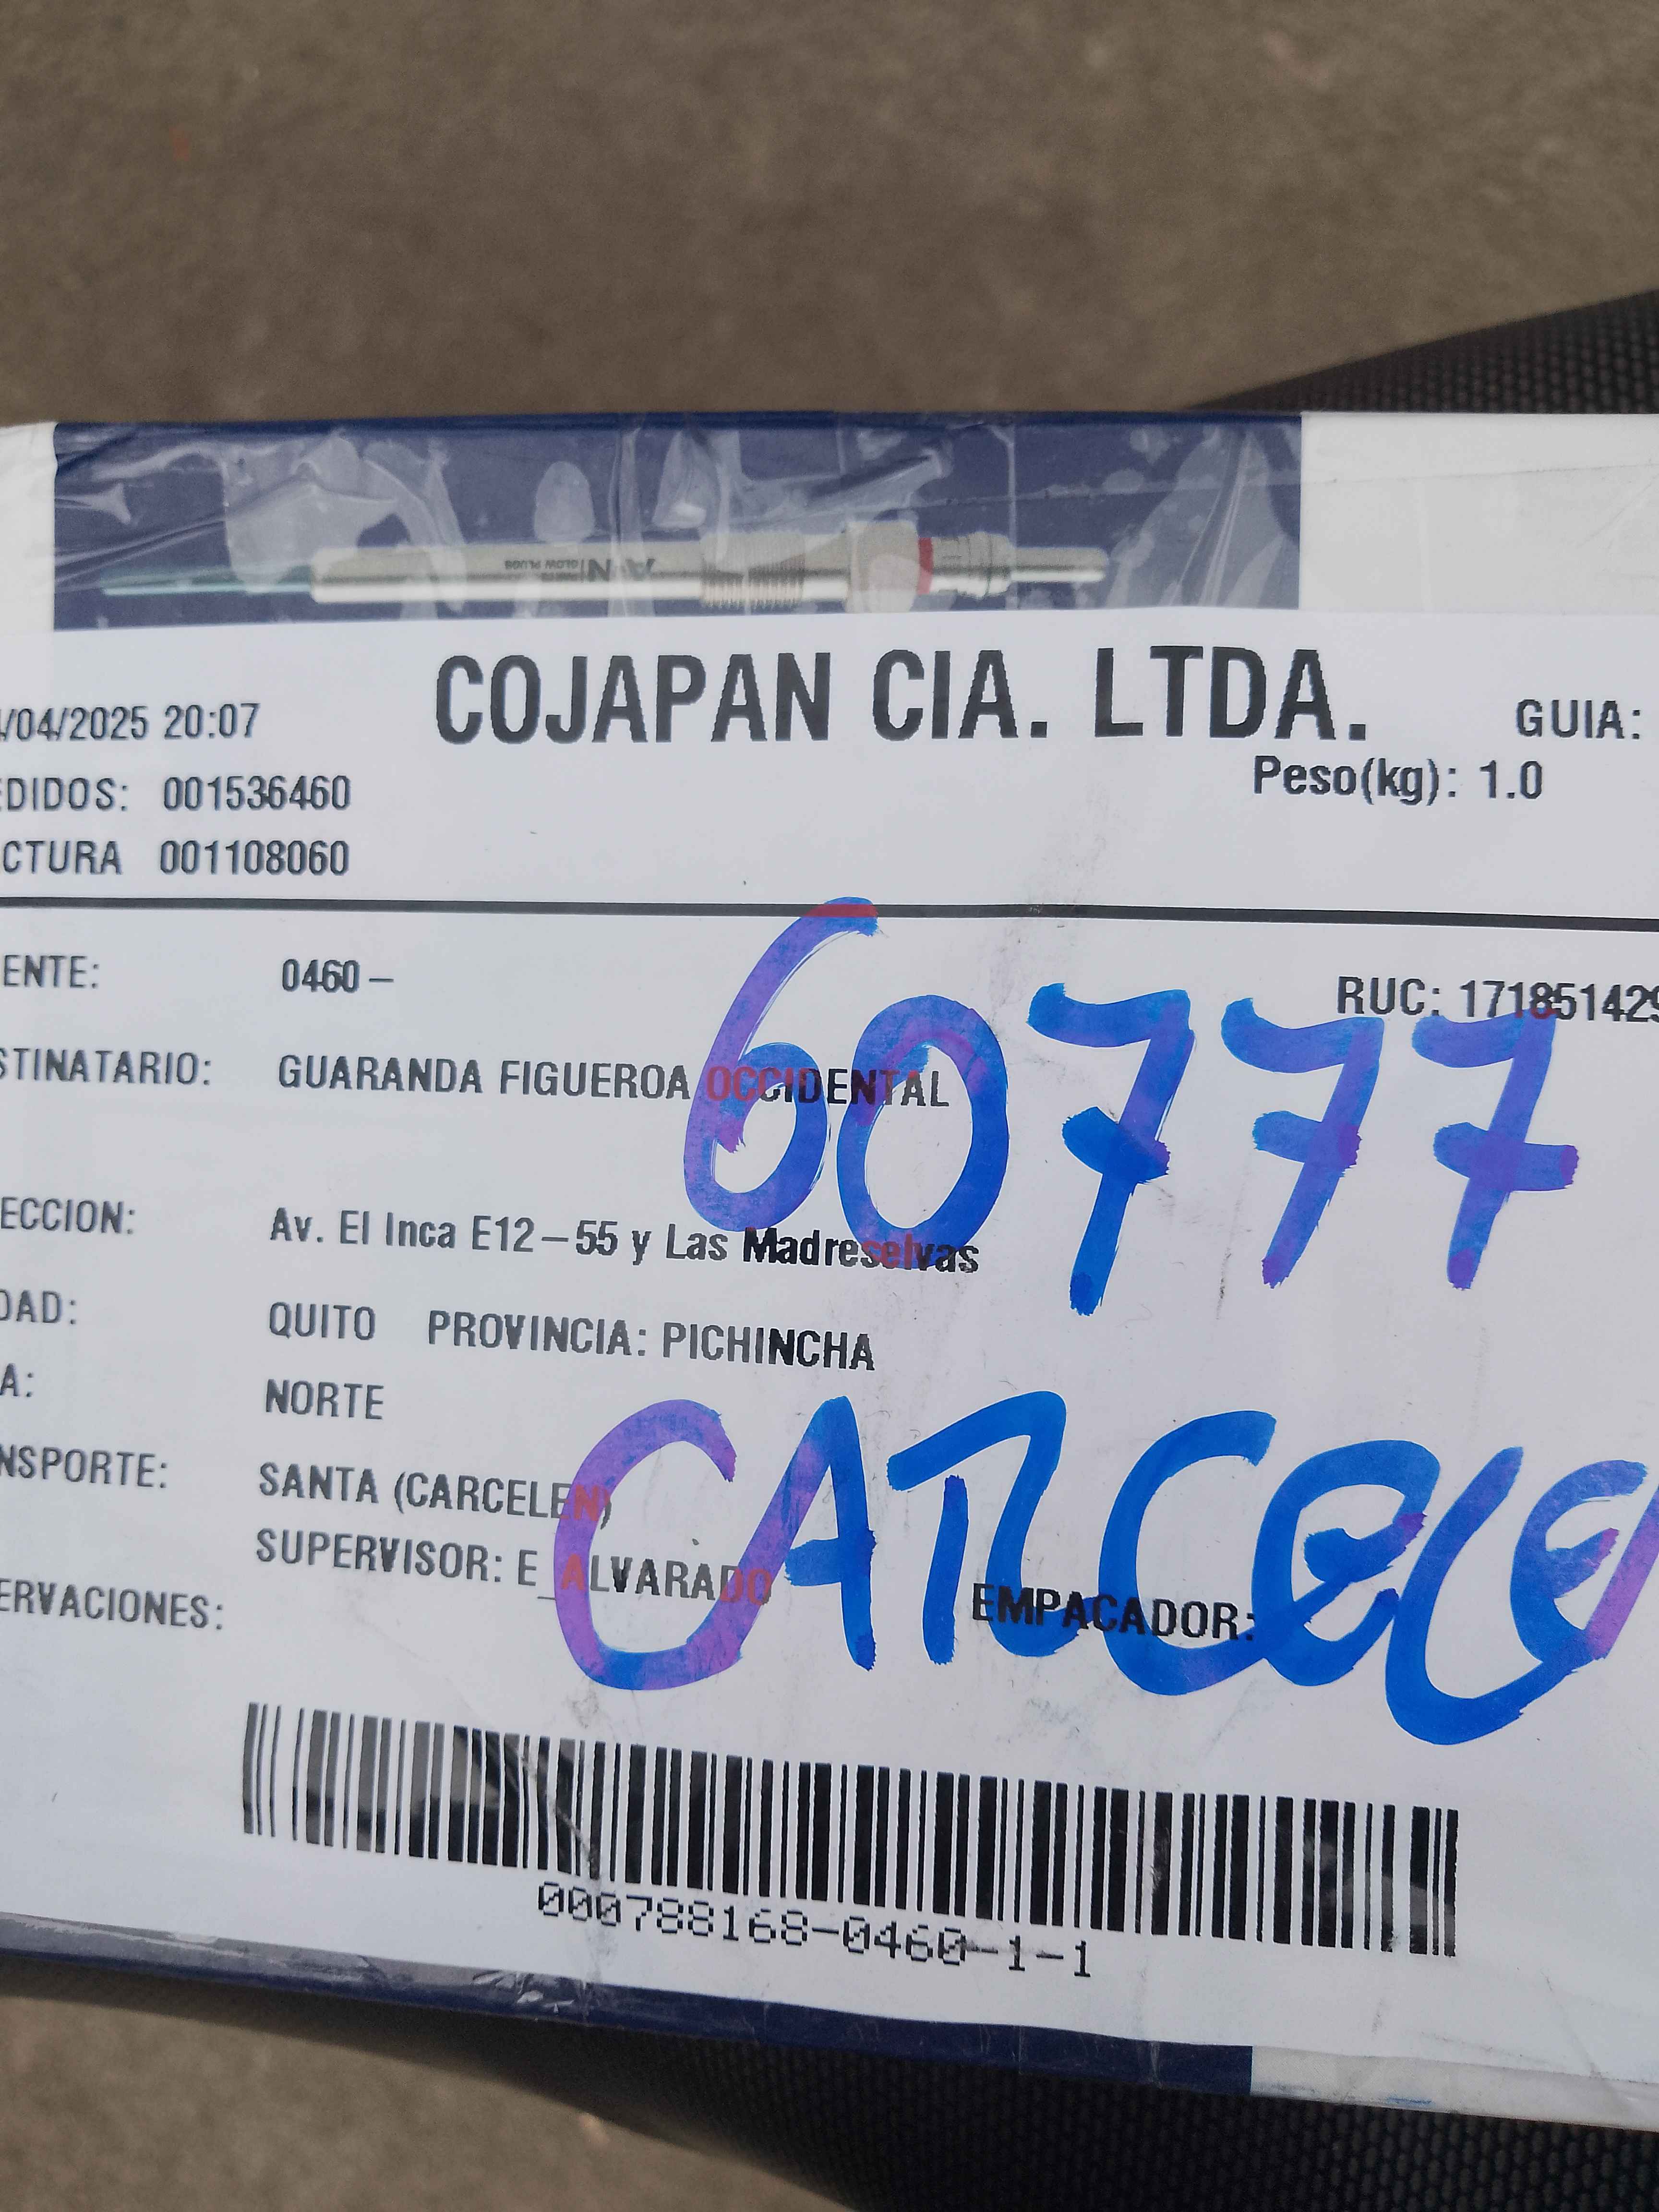 GLOW PLUGS
COJAPAN CIA. LTDA.
/04/2025 20:07
GUIA:
Peso(kg): 1.0
EDIDOS: 001536460
CTURA 001108060
60777
ENTE: 0460-
RUC: 171851429
STINATARIO: GUARANDA FIGUEROA OCCIDENTAL
ECCION: Av. El Inca E12-55 y Las Madreselvas
DAD: QUITO PROVINCIA: PICHINCHA
A: NORTE
CARCELE
NSPORTE: SANTA (CARCELEN)
SUPERVISOR: E_ALVARADO
EMPACADOR:
ERVACIONES:
000788168-0460-1-1